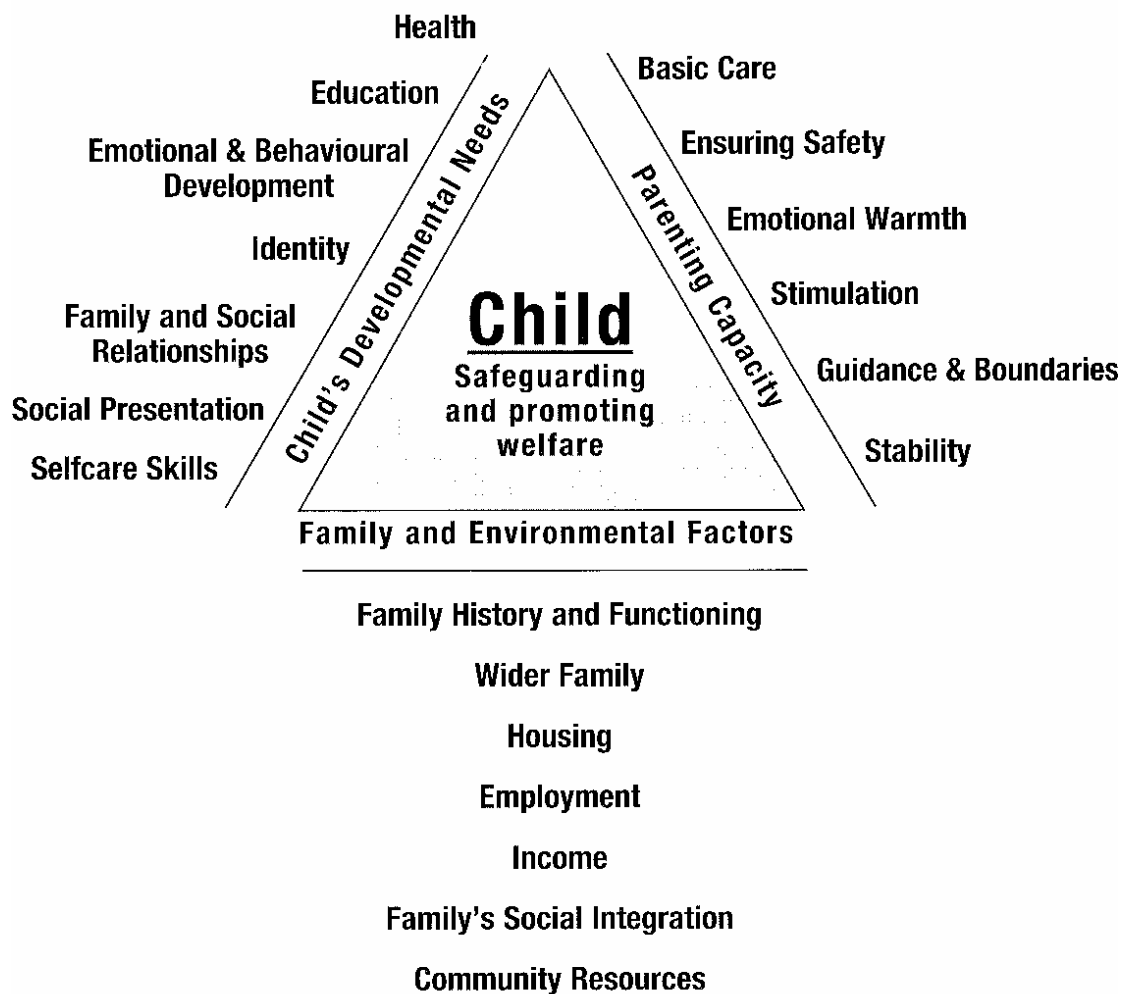 Health
Education
Emotional & Behavioural
Development
Identity
Family and Social
Relationships
Social Presentation
Selfcare Skills
Child's Developmental Needs
Basic Care
Ensuring Safety
Emotional Warmth
Stimulation
Guidance & Boundaries
Stability
Parenting Capacity
Child
Safeguarding
and promoting
welfare
Family and Environmental Factors
Family History and Functioning
Wider Family
Housing
Employment
Income
Family's Social Integration
Community Resources